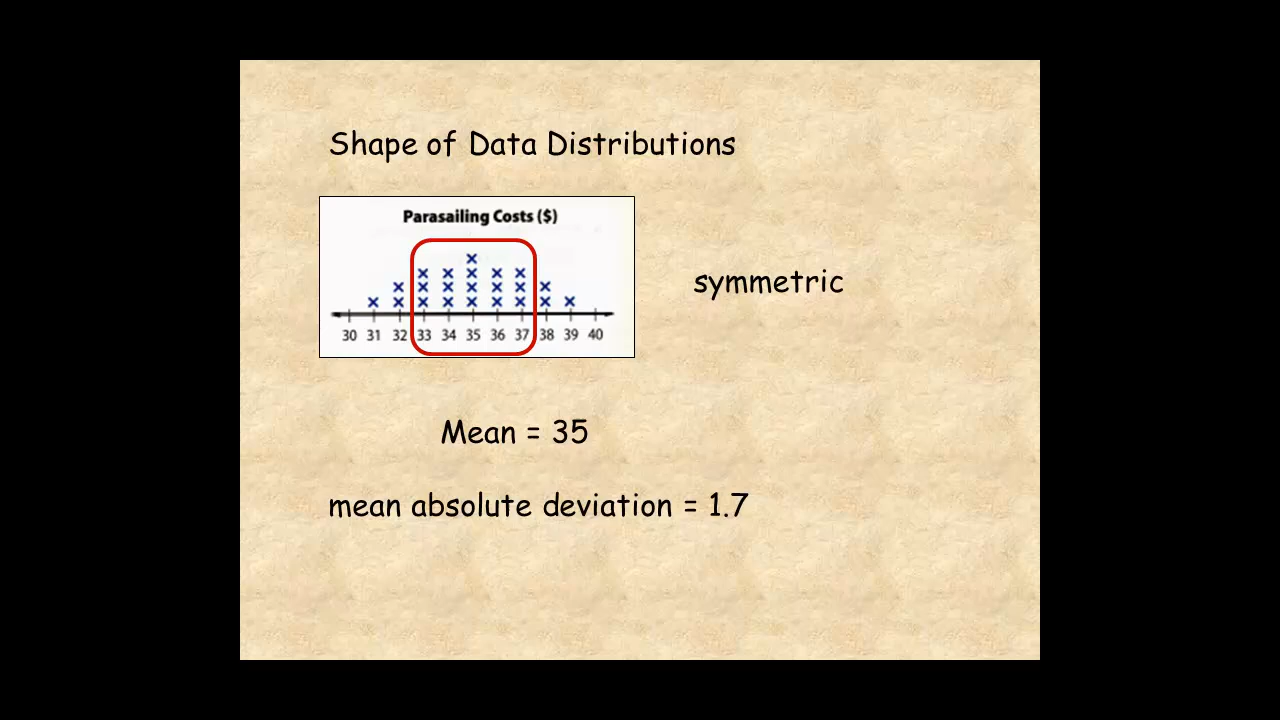 Shape of Data Distributions
Parasailing Costs ($)
symmetric
30 31 32 33 34 35 36 37 38 39 40
Mean = 35
mean absolute deviation = 1.7